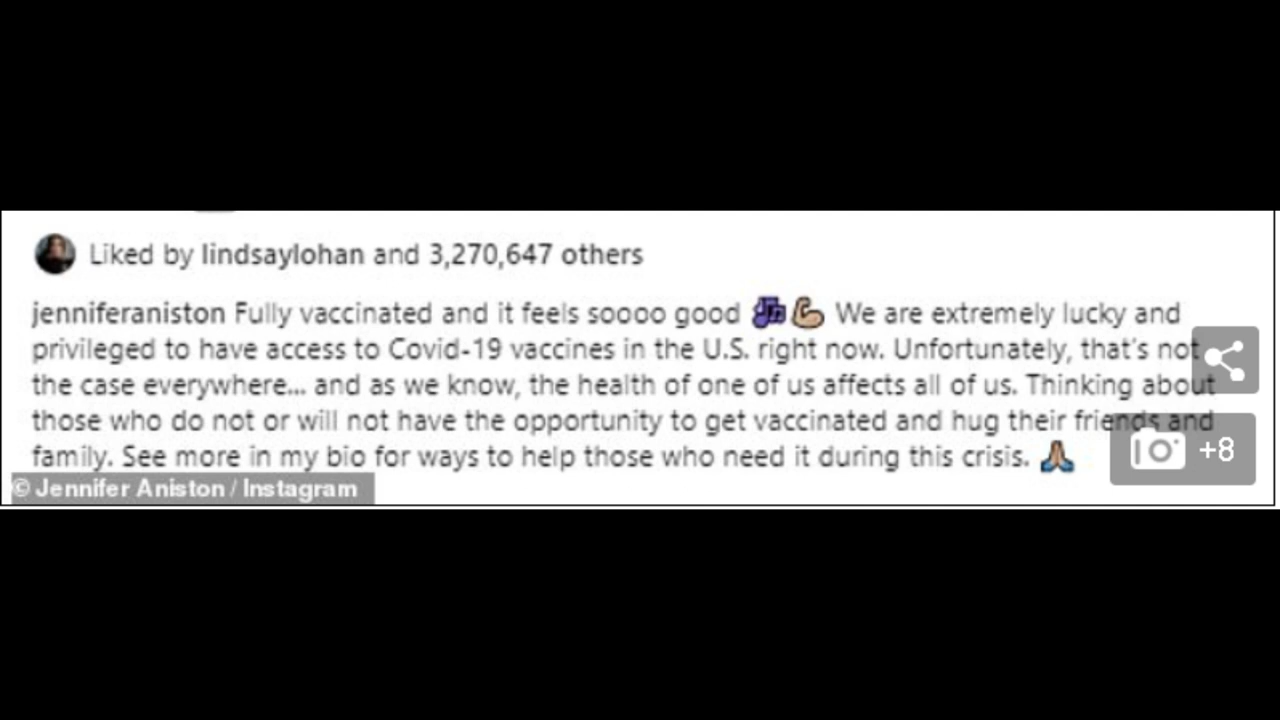 Liked by lindsaylohan and 3,270,647 others
jenniferaniston Fully vaccinated and it feels soooo good 🎶💪🏼 We are extremely lucky and
privileged to have access to Covid-19 vaccines in the U.S. right now. Unfortunately, that's not
the case everywhere... and as we know, the health of one of us affects all of us. Thinking about
those who do not or will not have the opportunity to get vaccinated and hug their friends and
family. See more in my bio for ways to help those who need it during this crisis. 🙏🏼
+8
© Jennifer Aniston / Instagram